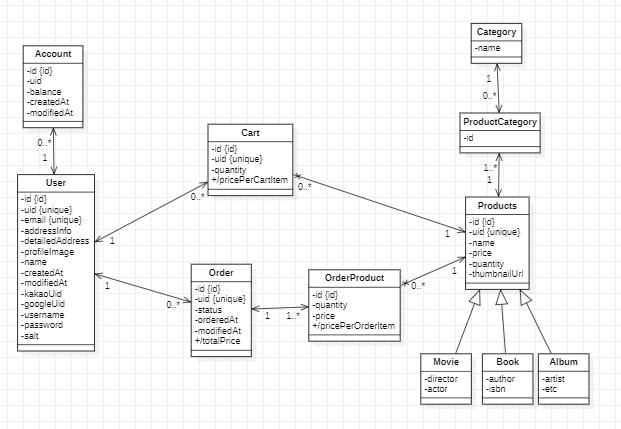 Category
-name
1
0..*
ProductCategory
-id
1..*
1
Account
-id {id}
-uid
-balance
-createdAt
-modifiedAt
0..*
1
User
-id {id}
-uid {unique}
-email {unique}
-addressInfo
-detailedAddress
-profileImage
-name
-createdAt
-modifiedAt
-kakaoUid
-googleUid
-username
-password
-salt
1
0..*
Cart
-id {id}
-uid {unique}
-quantity
+/pricePerCartItem
0..*
1
Products
-id {id}
-uid {unique}
-name
-price
-quantity
-thumbnailUrl
1
0..*
Order
-id {id}
-uid {unique}
-status
-orderedAt
-modifiedAt
+/totalPrice
1
1..*
OrderProduct
-id {id}
-quantity
-price
+/pricePerOrderItem
0..*
1
Movie
-director
-actor
Book
-author
-isbn
Album
-artist
-etc